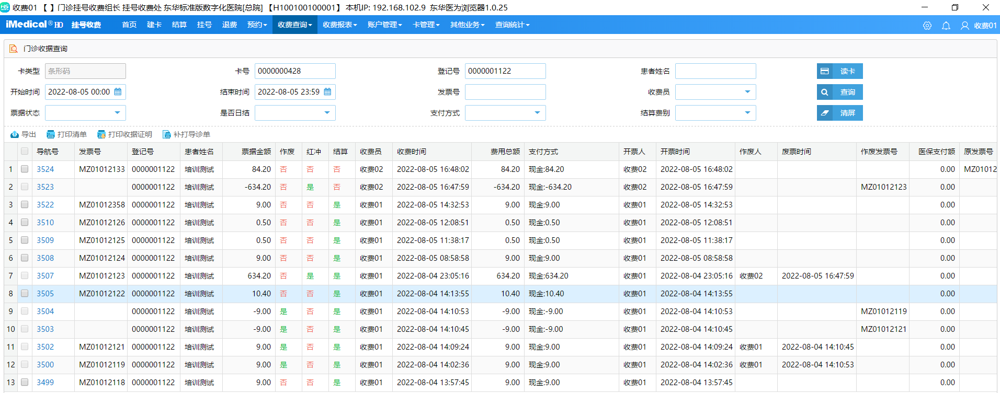 收费01 【 】门诊挂号收费组长 挂号收费处 东华标准版数字化医院[总院] 【H100100100001】 本机IP: 192.168.102.9 东华医为浏览器1.0.25
iMedical®HO 挂号收费 首页 建卡 结算 挂号 退费 预约 收费查询 收费报表 账户管理 卡管理 其他业务 查询统计 收费01
门诊收据查询
卡类型 条形码 卡号 0000000428 登记号 0000001122 患者姓名 读卡
开始时间 2022-08-05 00:00 结束时间 2022-08-05 23:59 发票号 收费员 查询
票据状态 是否日结 支付方式 结算费别 清屏
导出 打印清单 打印收据证明 补打导诊单
导航号 发票号 登记号 患者姓名 票据金额 作废 红冲 结算 收费员 收费时间 费用总额 支付方式 开票人 开票时间 作废人 废票时间 作废发票号 医保支付额 原发票号
1 3524 MZ01012133 0000001122 培训测试 84.20 否 否 否 收费02 2022-08-05 16:48:02 84.20 现金:84.20 收费02 2022-08-05 16:48:02 0.00 MZ01012
2 3523 0000001122 培训测试 -634.20 否 是 否 收费02 2022-08-05 16:47:59 -634.20 现金:-634.20 收费02 2022-08-05 16:47:59 MZ01012123 0.00
3 3522 MZ01012358 0000001122 培训测试 9.00 否 否 是 收费01 2022-08-05 14:32:53 9.00 现金:9.00 收费01 2022-08-05 14:32:53 0.00
4 3510 MZ01012126 0000001122 培训测试 0.50 否 否 是 收费01 2022-08-05 12:08:51 0.50 现金:0.50 收费01 2022-08-05 12:08:51 0.00
5 3509 MZ01012125 0000001122 培训测试 0.50 否 否 是 收费01 2022-08-05 11:38:17 0.50 现金:0.50 收费01 2022-08-05 11:38:17 0.00
6 3508 MZ01012124 0000001122 培训测试 9.00 否 否 是 收费01 2022-08-05 08:58:58 9.00 现金:9.00 收费01 2022-08-05 08:58:58 0.00
7 3507 MZ01012123 0000001122 培训测试 634.20 否 是 是 收费01 2022-08-04 23:05:16 634.20 现金:634.20 收费01 2022-08-04 23:05:16 收费02 2022-08-05 16:47:59 0.00
8 3505 MZ01012122 0000001122 培训测试 10.40 否 否 是 收费01 2022-08-04 14:13:55 10.40 现金:10.40 收费01 2022-08-04 14:13:55 0.00
9 3504 0000001122 培训测试 -9.00 是 否 是 收费01 2022-08-04 14:10:53 -9.00 现金:-9.00 收费01 2022-08-04 14:10:53 MZ01012119 0.00
10 3503 0000001122 培训测试 -9.00 是 否 是 收费01 2022-08-04 14:10:45 -9.00 现金:-9.00 收费01 2022-08-04 14:10:45 MZ01012121 0.00
11 3502 MZ01012121 0000001122 培训测试 9.00 是 否 是 收费01 2022-08-04 14:09:24 9.00 现金:9.00 收费01 2022-08-04 14:09:24 收费01 2022-08-04 14:10:45 0.00
12 3500 MZ01012119 0000001122 培训测试 9.00 是 否 是 收费01 2022-08-04 14:02:36 9.00 现金:9.00 收费01 2022-08-04 14:02:36 收费01 2022-08-04 14:10:53 0.00
13 3499 MZ01012118 0000001122 培训测试 9.00 否 否 是 收费01 2022-08-04 13:57:45 9.00 现金:9.00 收费01 2022-08-04 13:57:45 0.00